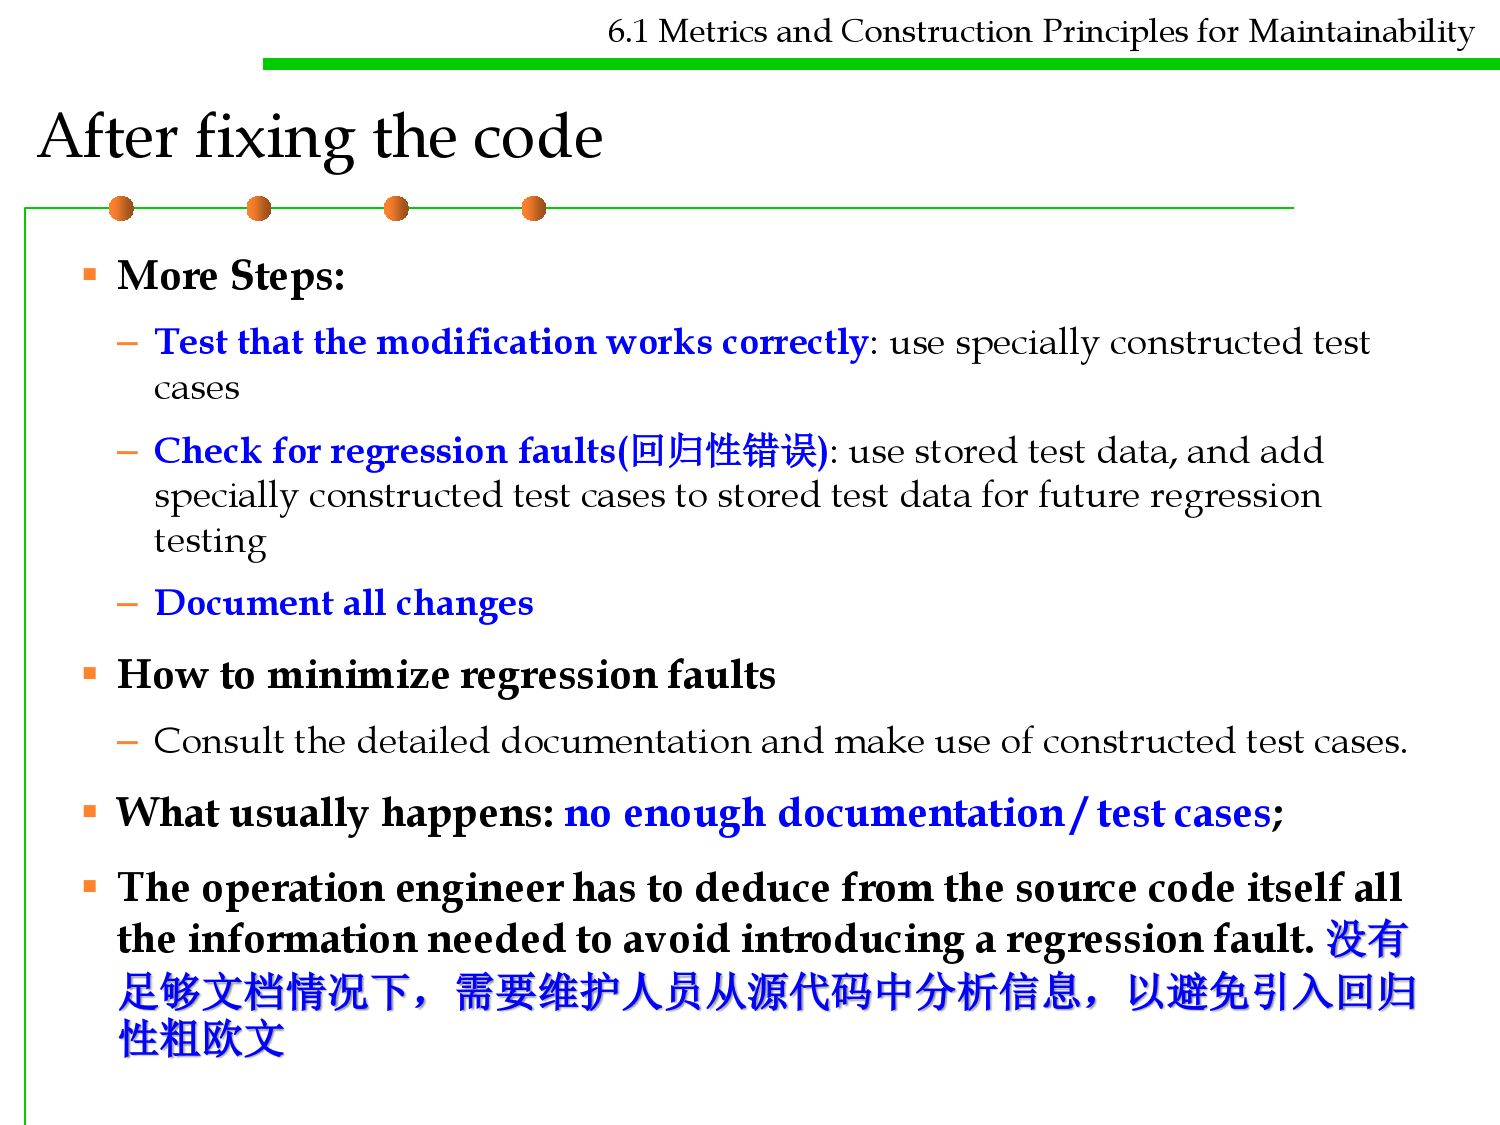 6.1 Metrics and Construction Principles for Maintainability
After fixing the code
▪ More Steps:
– Test that the modification works correctly: use specially constructed test
cases
– Check for regression faults(回归性错误): use stored test data, and add
specially constructed test cases to stored test data for future regression
testing
– Document all changes
▪ How to minimize regression faults
– Consult the detailed documentation and make use of constructed test cases.
▪ What usually happens: no enough documentation/ test cases;
▪ The operation engineer has to deduce from the source code itself all
the information needed to avoid introducing a regression fault. 没有
足够文档情况下，需要维护人员从源代码中分析信息，以避免引入回归
性粗欧文